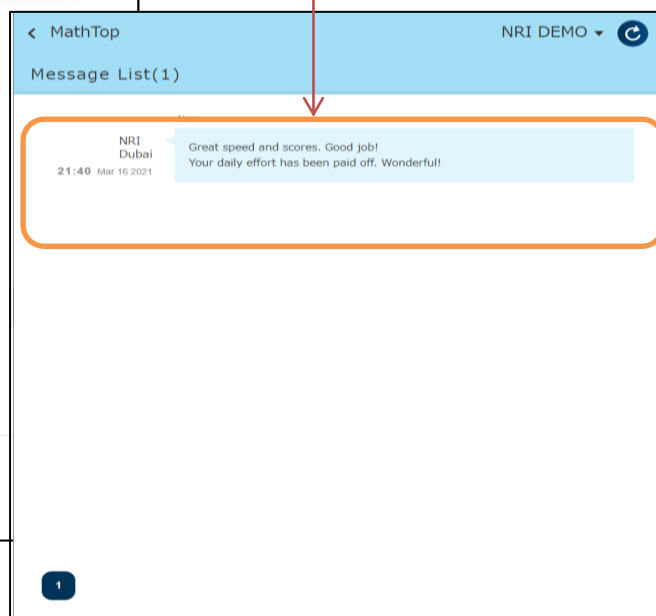 MathTop
NRI DEMO
Message List(1)
NRI
Dubai
21:40 Mar 16 2021
Great speed and scores. Good job!
Your daily effort has been paid off. Wonderful!
1